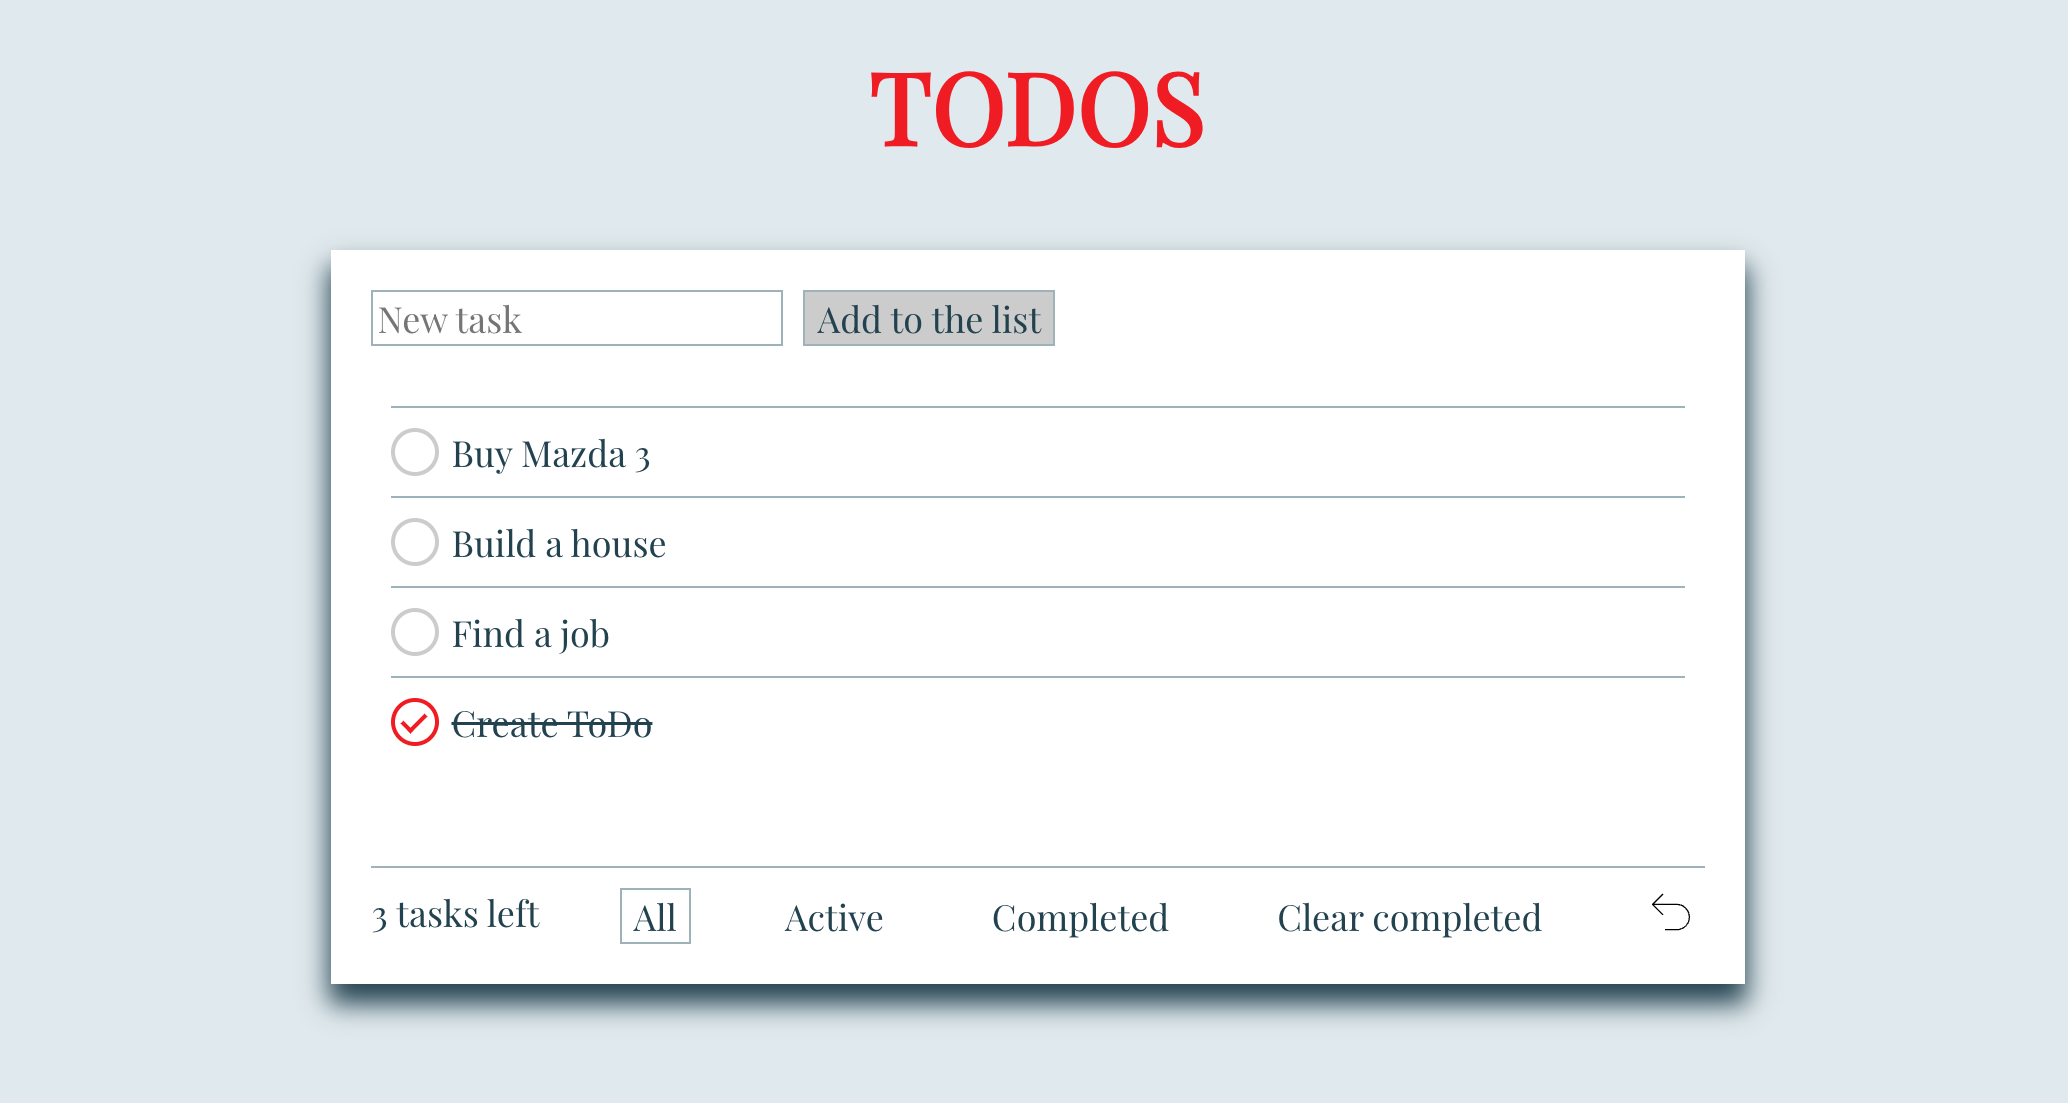 TODOS
New task Add to the list
Buy Mazda 3
Build a house
Find a job
Create ToDo
3 tasks left All Active Completed Clear completed